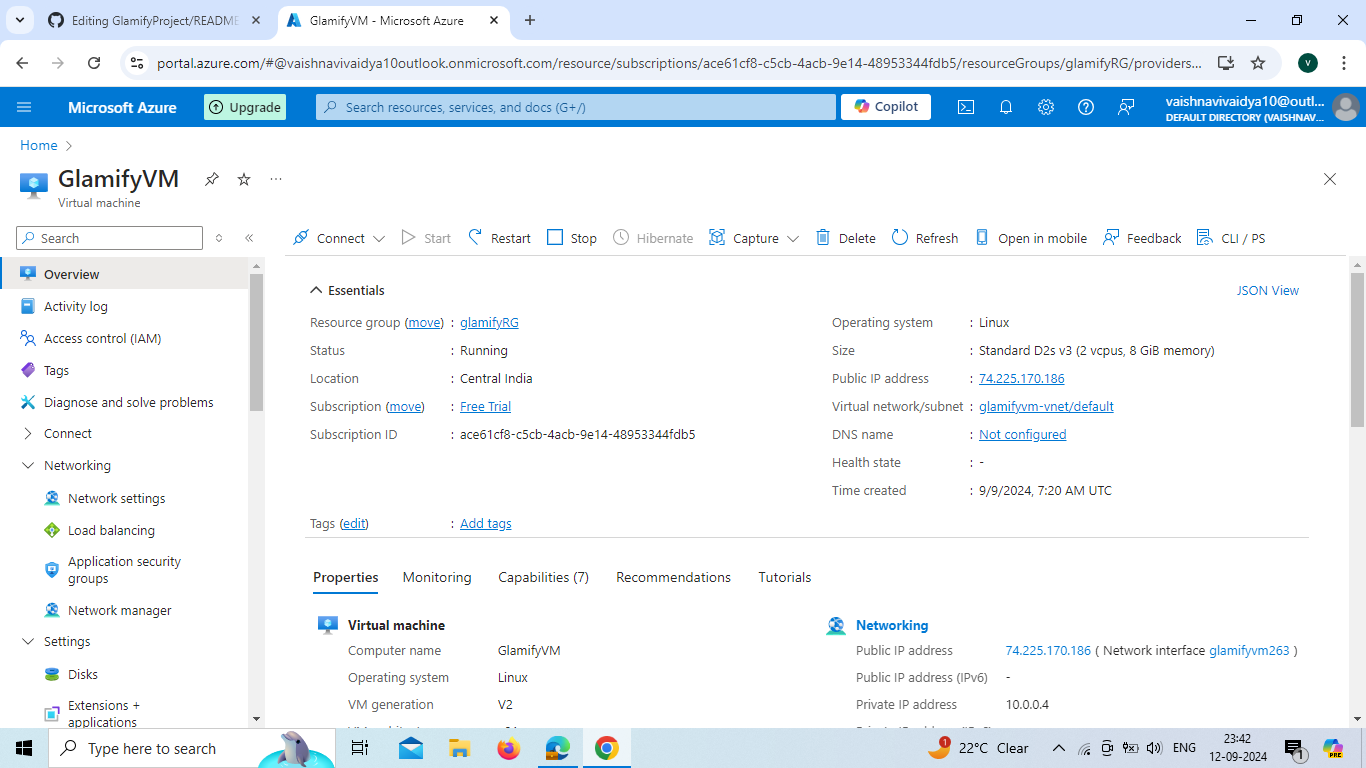 Editing GlamifyProject/README
GlamifyVM - Microsoft Azure
portal.azure.com/#@vaishnavivaidya10outlook.onmicrosoft.com/resource/subscriptions/ace61cf8-c5cb-4acb-9e14-48953344fdb5/resourceGroups/glamifyRG/providers...
V
Microsoft Azure
Upgrade
Search resources, services, and docs (G+/)
Copilot
vaishnavivaidya10@outl...
DEFAULT DIRECTORY (VAISHNAV...
Home
GlamifyVM
Virtual machine
Search
Connect
Start
Restart
Stop
Hibernate
Capture
Delete
Refresh
Open in mobile
Feedback
CLI / PS
Overview
Activity log
Access control (IAM)
Tags
Diagnose and solve problems
Connect
Networking
Network settings
Load balancing
Application security
groups
Network manager
Settings
Disks
Extensions +
applications
Essentials
JSON View
Resource group (move) : glamifyRG
Status : Running
Location : Central India
Subscription (move) : Free Trial
Subscription ID : ace61cf8-c5cb-4acb-9e14-48953344fdb5
Operating system : Linux
Size : Standard D2s v3 (2 vcpus, 8 GiB memory)
Public IP address : 74.225.170.186
Virtual network/subnet : glamifyvm-vnet/default
DNS name : Not configured
Health state : -
Time created : 9/9/2024, 7:20 AM UTC
Tags (edit) : Add tags
Properties
Monitoring
Capabilities (7)
Recommendations
Tutorials
Virtual machine
Computer name GlamifyVM
Operating system Linux
VM generation V2
Networking
Public IP address 74.225.170.186 ( Network interface glamifyvm263 )
Public IP address (IPv6) -
Private IP address 10.0.0.4
Type here to search
1
22°C Clear
ENG
23:42
12-09-2024
1
PRE